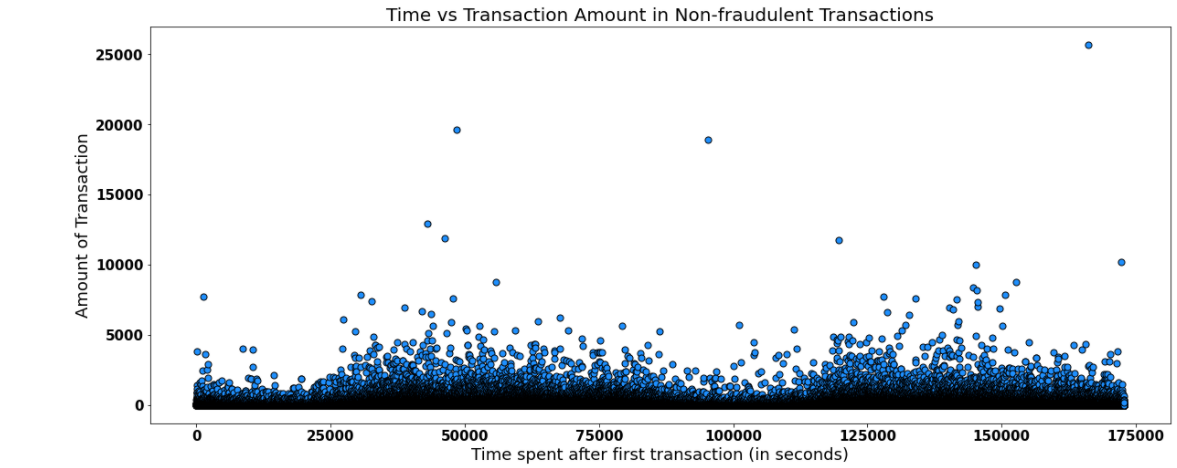 Time vs Transaction Amount in Non-fraudulent Transactions
25000
20000
15000
10000
5000
0
Amount of Transaction
0 25000 50000 75000 100000 125000 150000 175000
Time spent after first transaction (in seconds)